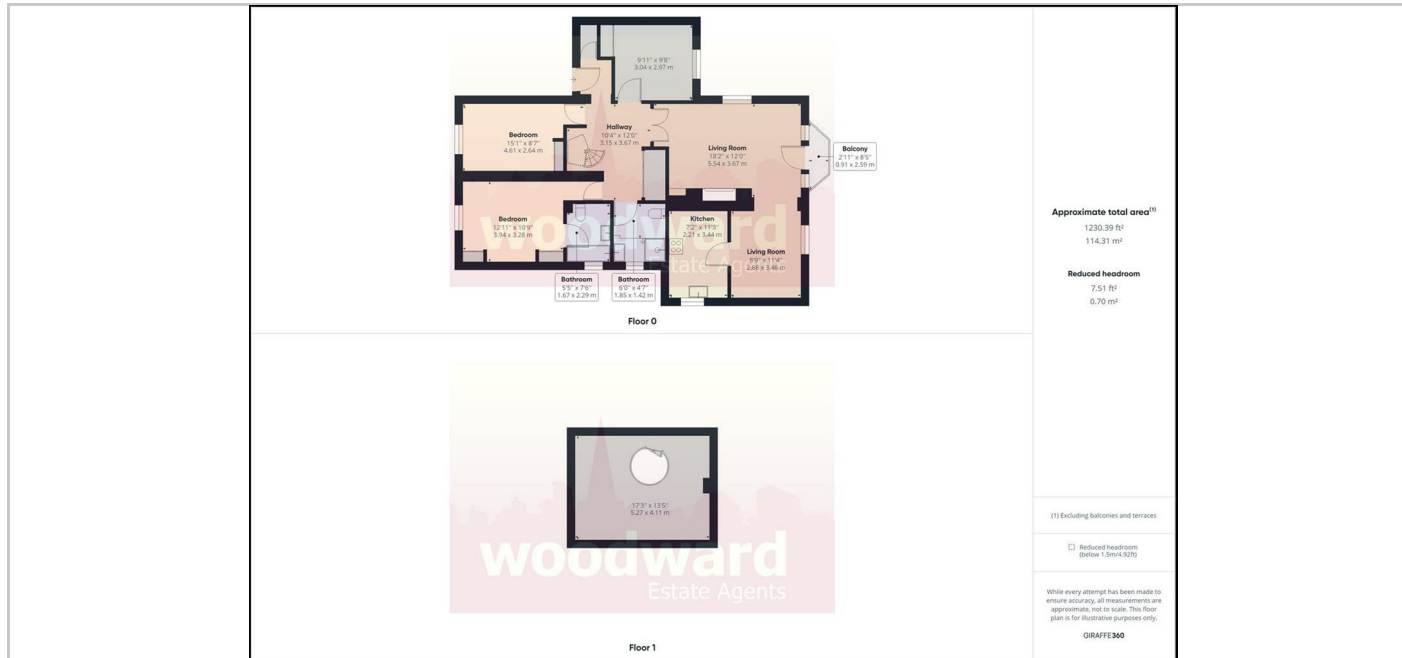 9'11" x 9'8"
3.04 x 2.97 m
Bedroom
15'1" x 8'7"
4.61 x 2.64 m
Hallway
10'4" x 12'0"
3.15 x 3.67 m
Living Room
18'2" x 12'0"
5.54 x 3.67 m
Balcony
2'11" x 8'5"
0.91 x 2.59 m
Bedroom
12'11" x 10'9"
3.94 x 3.28 m
Kitchen
7'2" x 11'3"
2.21 x 3.44 m
Living Room
8'9" x 11'4"
2.68 x 3.46 m
Bathroom
5'5" x 7'6"
1.67 x 2.29 m
Bathroom
6'0" x 4'7"
1.85 x 1.42 m
woodward
Estate Agents
Floor 0
17'3" x 13'5"
5.27 x 4.11 m
woodward
Estate Agents
Floor 1
Approximate total area(1)
1230.39 ft²
114.31 m²
Reduced headroom
7.51 ft²
0.70 m²
(1) Excluding balconies and terraces
Reduced headroom
(below 1.5m/4.92ft)
While every attempt has been made to
ensure accuracy, all measurements are
approximate, not to scale. This floor
plan is for illustrative purposes only.
GIRAFFE360